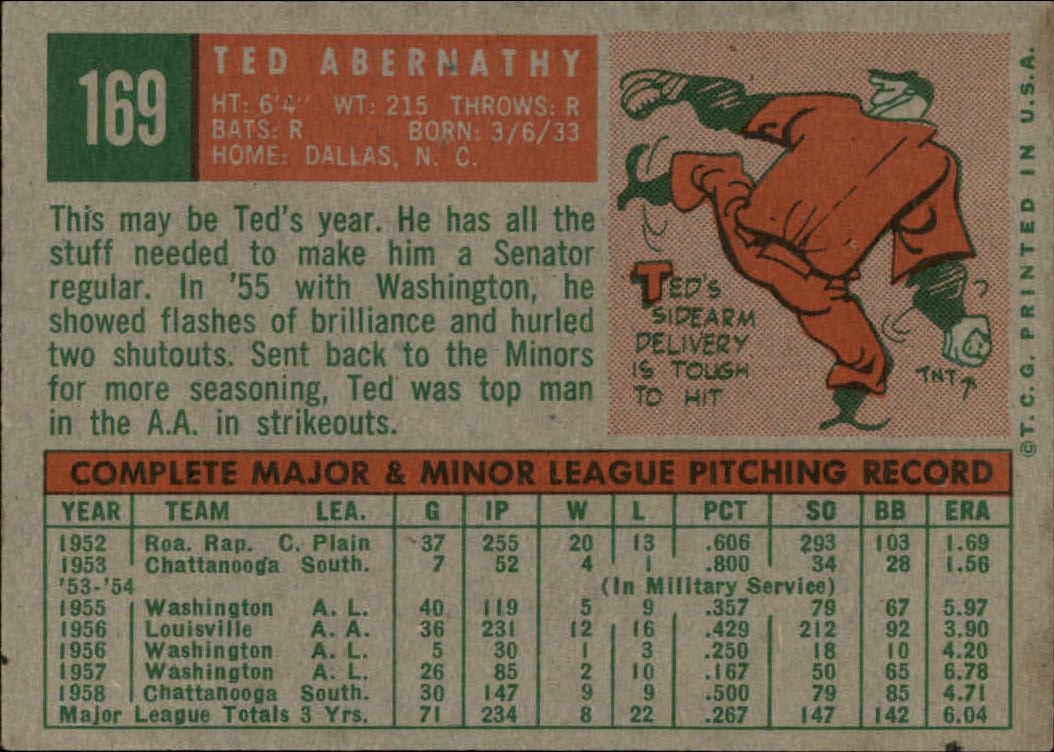 169
TED ABERNATHY
HT: 6'4" WT: 215 THROWS: R
BATS: R BORN: 3/6/33
HOME: DALLAS, N. C.
This may be Ted's year. He has all the
stuff needed to make him a Senator
regular. In '55 with Washington, he
showed flashes of brilliance and hurled
two shutouts. Sent back to the Minors
for more seasoning, Ted was top man
in the A.A. in strikeouts.
TED'S
SIDEARM
DELIVERY
IS TOUGH
TO HIT
TNT
©T. C. G. PRINTED IN U.S.A.
COMPLETE MAJOR & MINOR LEAGUE PITCHING RECORD
YEAR TEAM LEA. G IP W L PCT SO BB ERA
1952 Roa. Rap. C. Plain 37 255 20 13 .606 293 103 1.69
1953 Chattanooga South. 7 52 4 1 .800 34 28 1.56
'53-'54 (In Military Service)
1955 Washington A. L. 40 119 5 9 .357 79 67 5.97
1956 Louisville A. A. 36 231 12 16 .429 212 92 3.90
1956 Washington A. L. 5 30 1 3 .250 18 10 4.20
1957 Washington A. L. 26 85 2 10 .167 50 65 6.78
1958 Chattanooga South. 30 147 9 9 .500 79 85 4.71
Major League Totals 3 Yrs. 71 234 8 22 .267 147 142 6.04